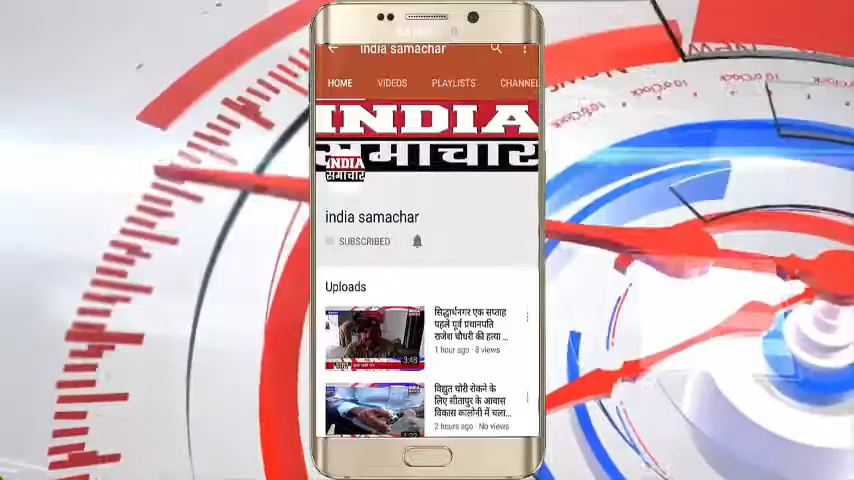 india samachar
HOME VIDEOS PLAYLISTS CHANNEL
INDIA
समाचार
INDIA
समाचार
india samachar
SUBSCRIBED
Uploads
सिद्धार्थनगर एक सप्ताह
पहले पूर्व प्रधानपति
राजेश चौधरी की हत्या ...
1 hour ago · 8 views
3:48
विद्युत चोरी रोकने के
लिए सीतापुर के आवास
विकास कालोनी में चला...
2 hours ago · No views